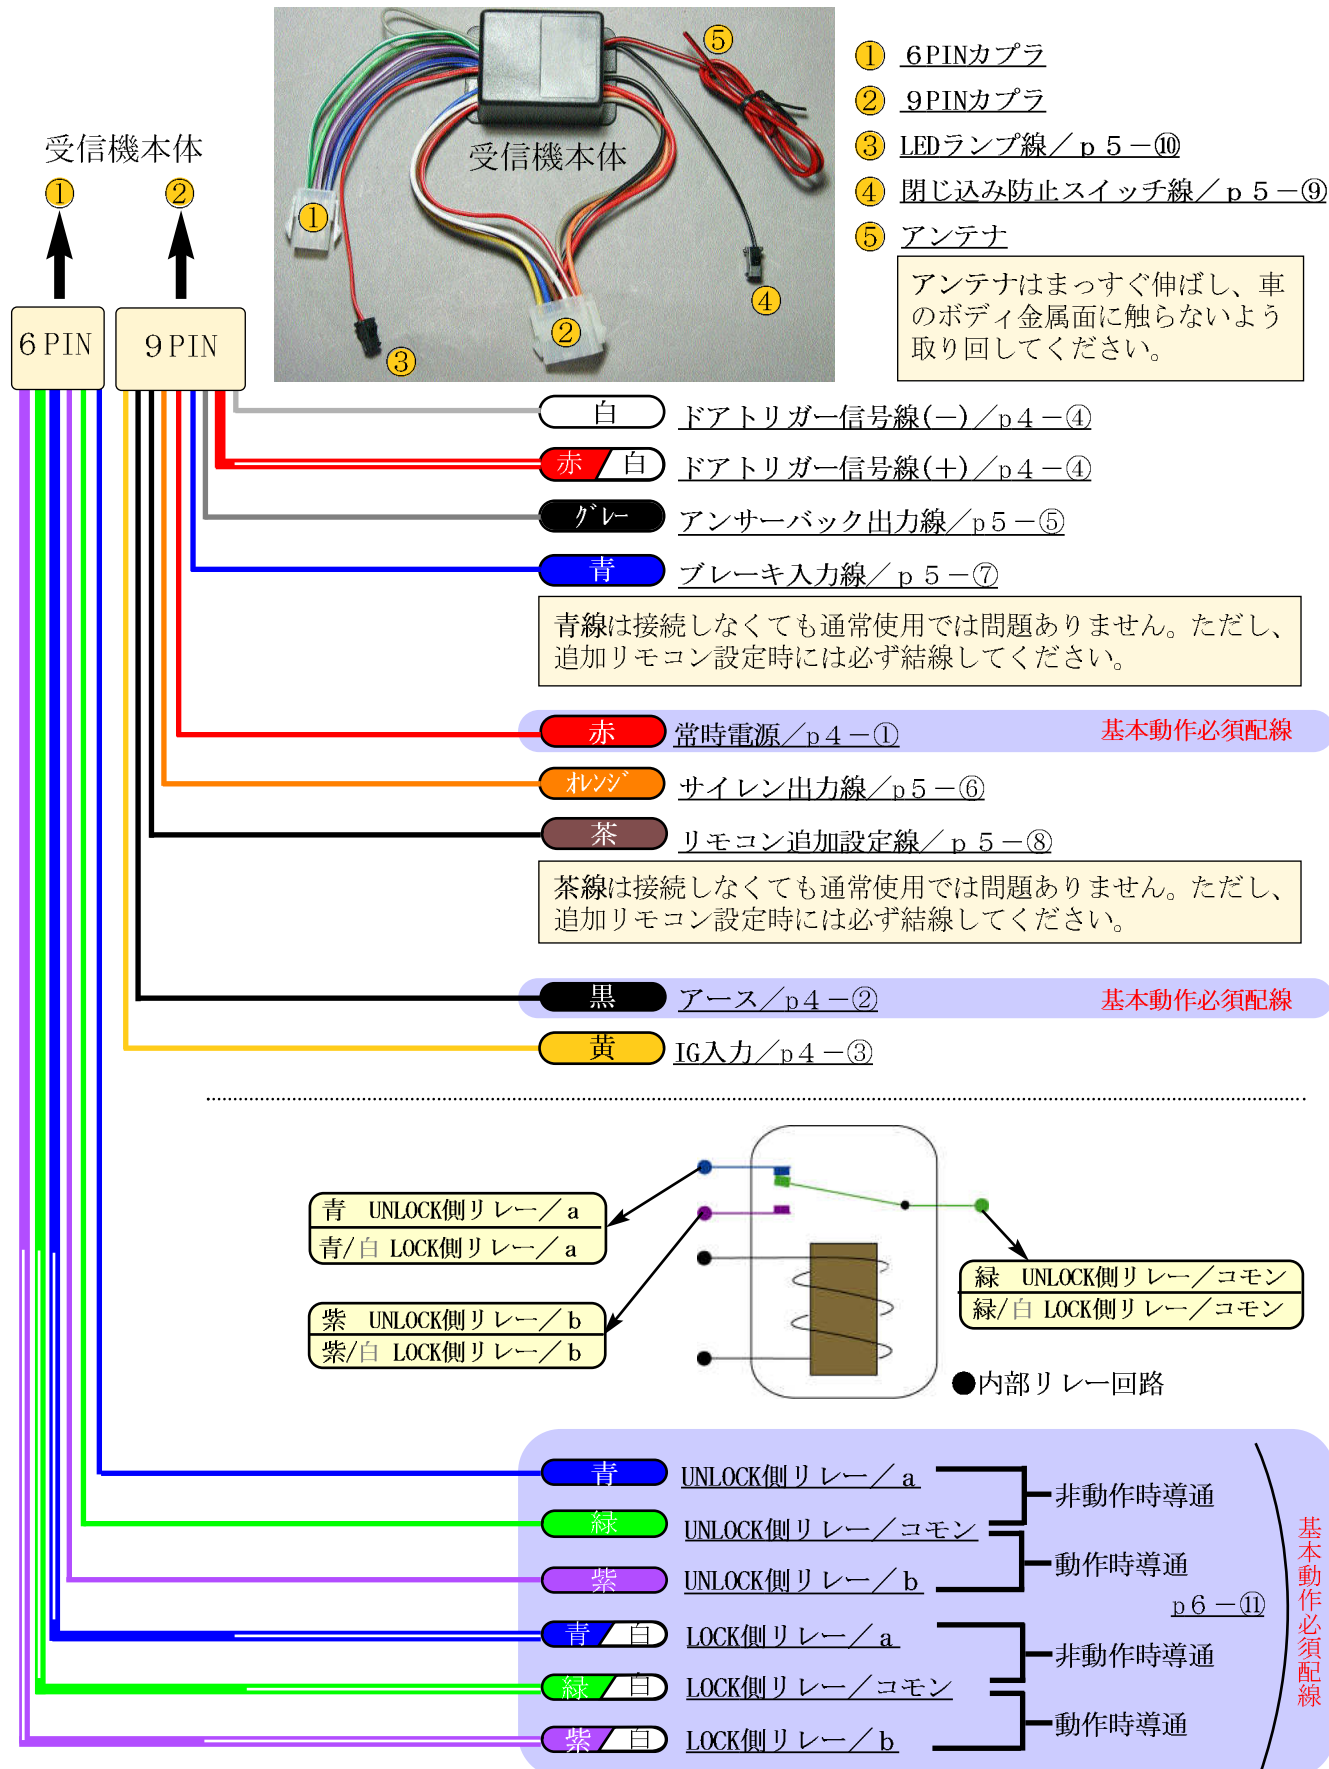 ① 6PINカプラ
② 9PINカプラ
③ LEDランプ線／p5－⑩
④ 閉じ込み防止スイッチ線／p5－⑨
⑤ アンテナ
アンテナはまっすぐ伸ばし、車
のボディ金属面に触らないよう
取り回してください。
⑤
受信機本体
①
②
③
④
受信機本体
①
②
6PIN
9PIN
白 ドアトリガー信号線(－)／p4－④
赤/白 ドアトリガー信号線(＋)／p4－④
グレー アンサーバック出力線／p5－⑤
青 ブレーキ入力線／p5－⑦
青線は接続しなくても通常使用では問題ありません。ただし、
追加リモコン設定時には必ず結線してください。
赤 常時電源／p4－① 基本動作必須配線
オレンジ サイレン出力線／p5－⑥
茶 リモコン追加設定線／p5－⑧
茶線は接続しなくても通常使用では問題ありません。ただし、
追加リモコン設定時には必ず結線してください。
黒 アース／p4－② 基本動作必須配線
黄 IG入力／p4－③
青 UNLOCK側リレー／a
青/白 LOCK側リレー／a
紫 UNLOCK側リレー／b
紫/白 LOCK側リレー／b
緑 UNLOCK側リレー／コモン
緑/白 LOCK側リレー／コモン
●内部リレー回路
青 UNLOCK側リレー／a
非動作時導通
緑 UNLOCK側リレー／コモン
動作時導通
紫 UNLOCK側リレー／b
p6－⑪
青/白 LOCK側リレー／a
非動作時導通
緑/白 LOCK側リレー／コモン
動作時導通
紫/白 LOCK側リレー／b
基本動作必須配線